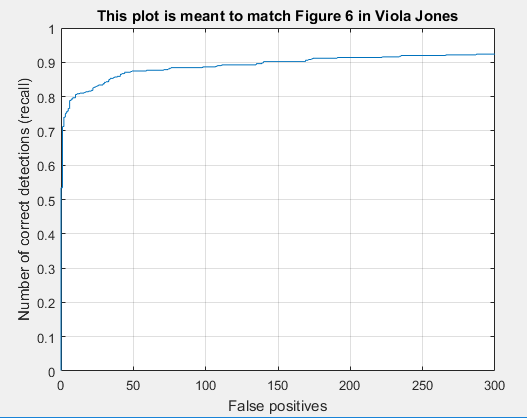 This plot is meant to match Figure 6 in Viola Jones
Number of correct detections (recall)
1
0.9
0.8
0.7
0.6
0.5
0.4
0.3
0.2
0.1
0
0 50 100 150 200 250 300
False positives